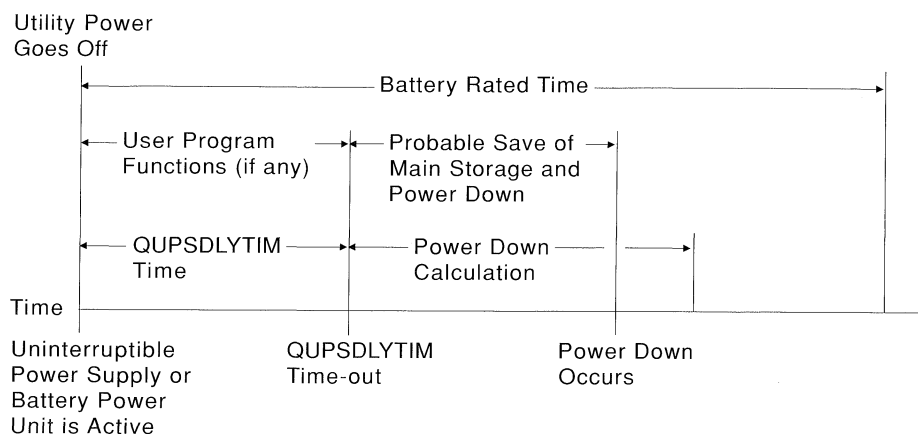 Utility Power
Goes Off
Battery Rated Time
User Program
Functions (if any)
Probable Save of
Main Storage and
Power Down
QUPSDLYTIM
Time
Power Down
Calculation
Time
Uninterruptible
Power Supply or
Battery Power
Unit is Active
QUPSDLYTIM
Time-out
Power Down
Occurs